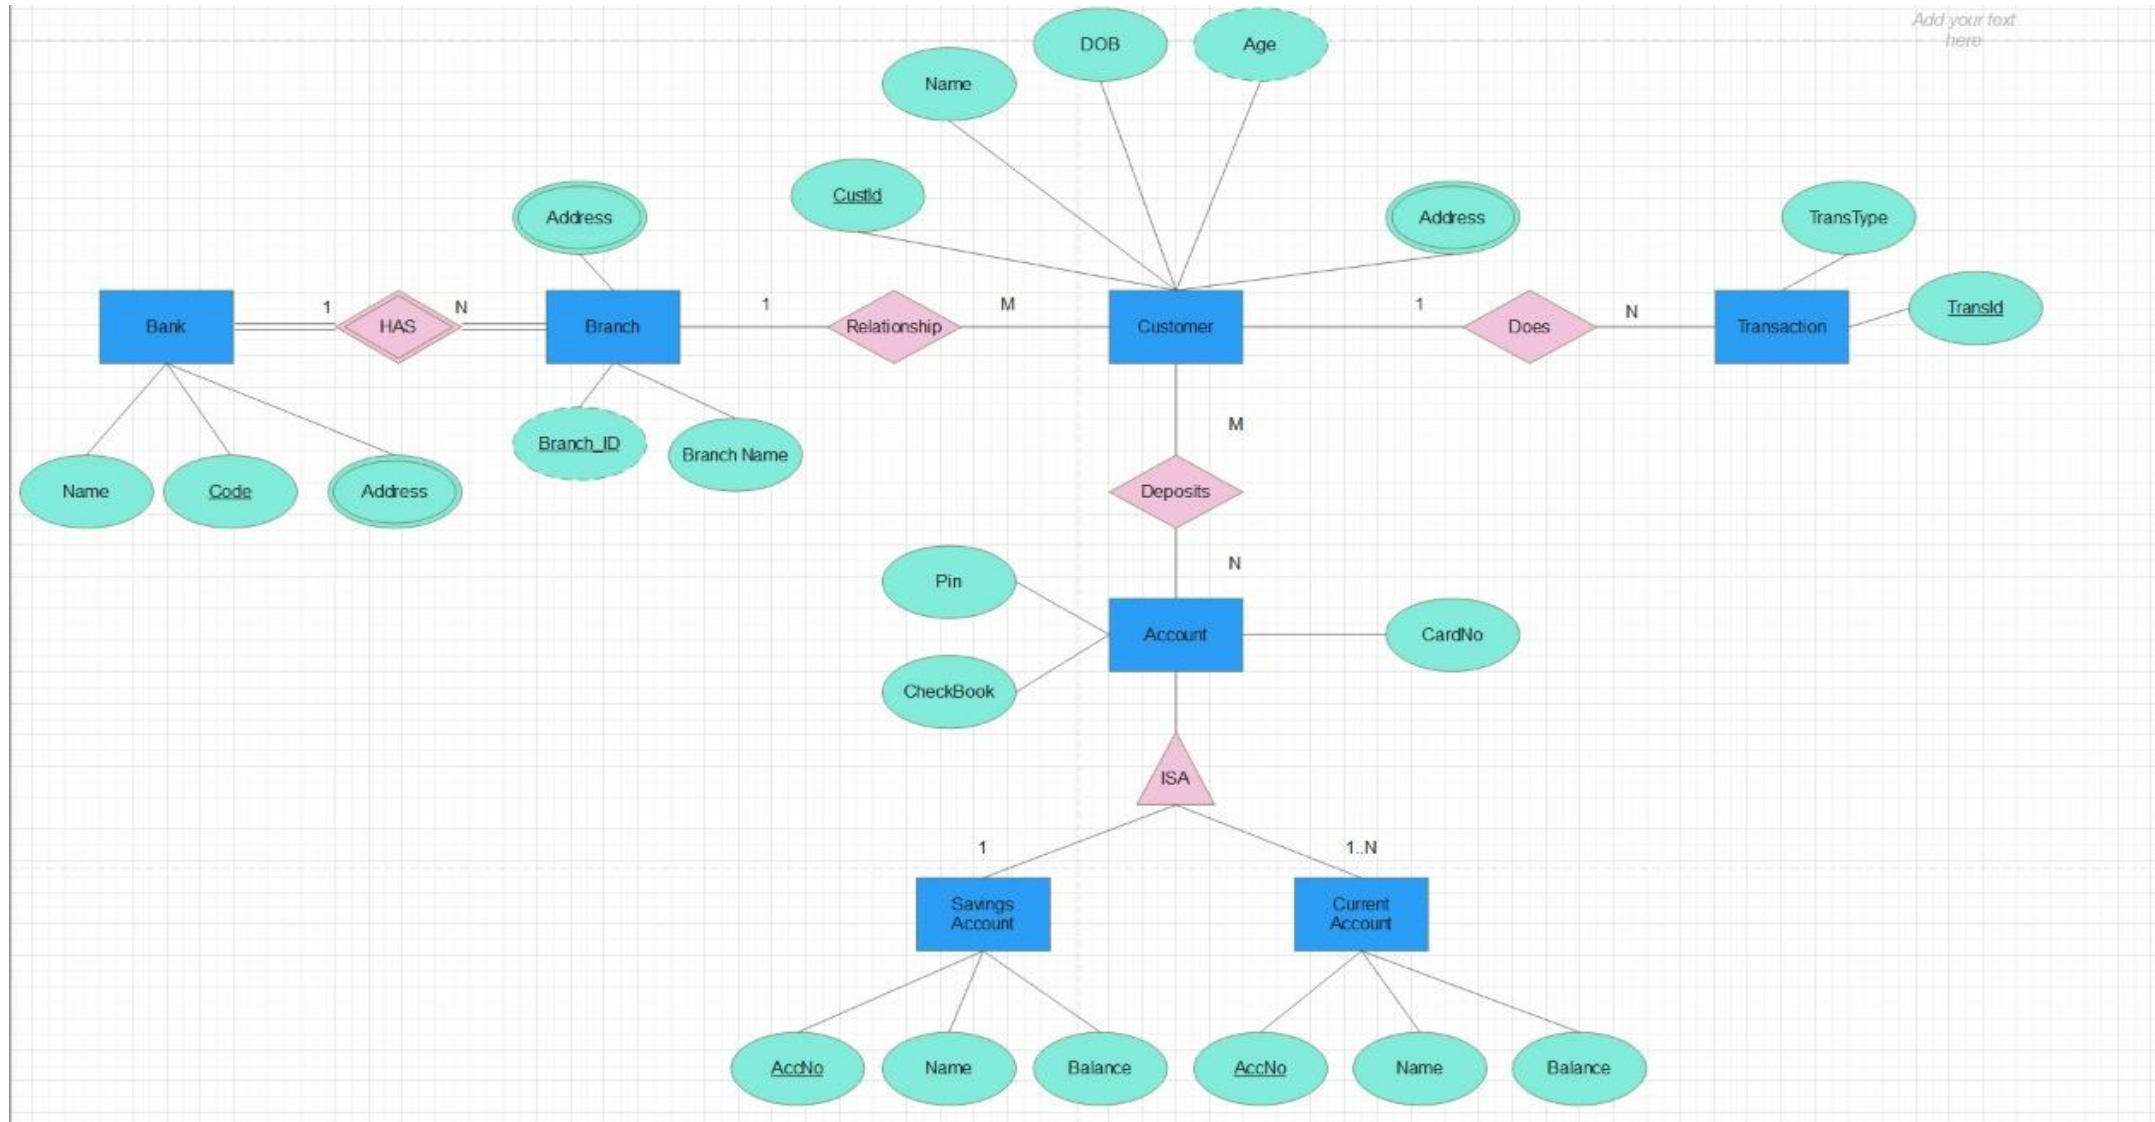 Add your text
here
DOB
Age
Name
CustId
Address
Address
TransType
TransId
Bank
1
HAS
N
Branch
1
Relationship
M
Customer
1
Does
N
Transaction
Name
Code
Address
Branch_ID
Branch Name
M
Deposits
N
Pin
Account
CardNo
CheckBook
ISA
1
1..N
Savings
Account
Current
Account
AccNo
Name
Balance
AccNo
Name
Balance